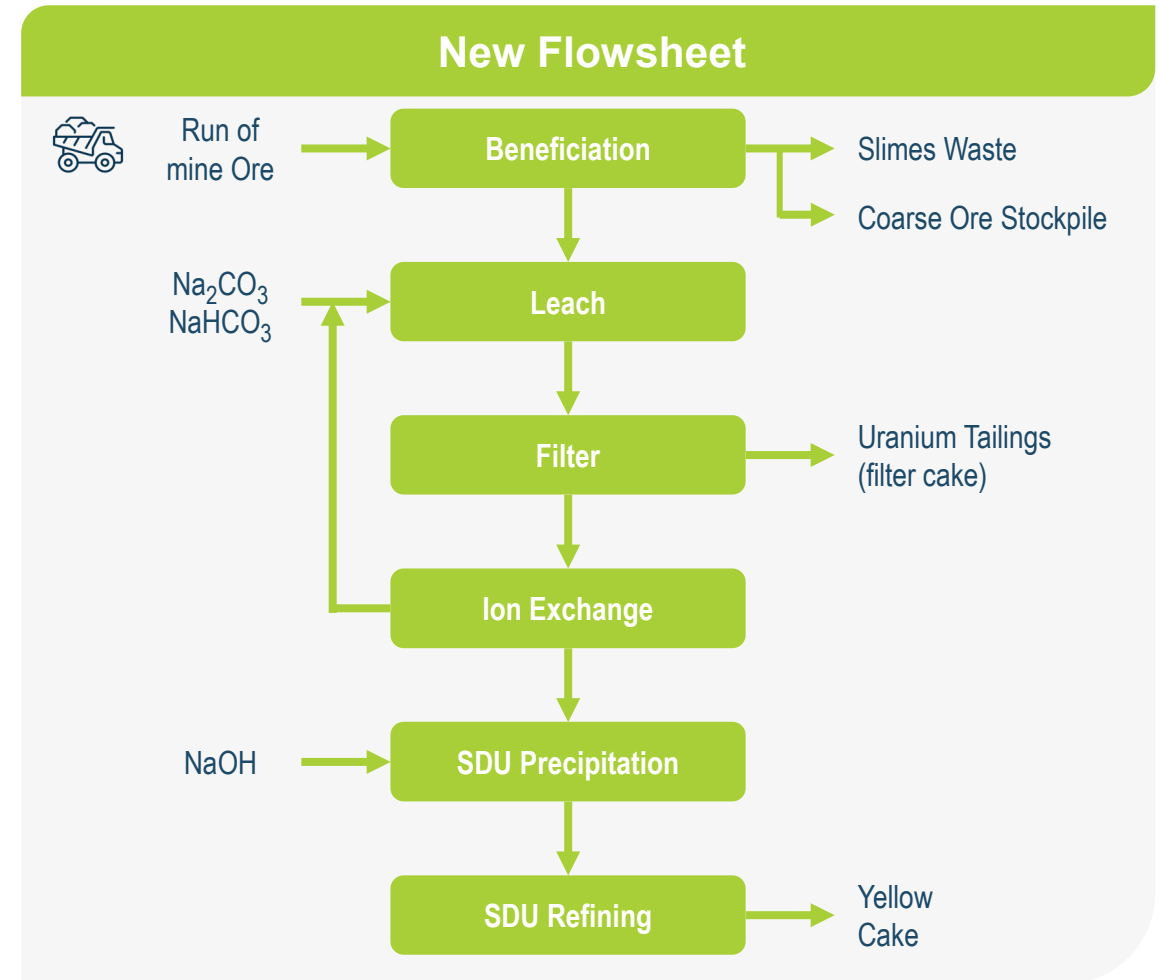 New Flowsheet
Run of
mine Ore
Beneficiation
Slimes Waste
Coarse Ore Stockpile
Na₂CO₃
NaHCO₃
Leach
Filter
Uranium Tailings
(filter cake)
Ion Exchange
NaOH
SDU Precipitation
SDU Refining
Yellow
Cake